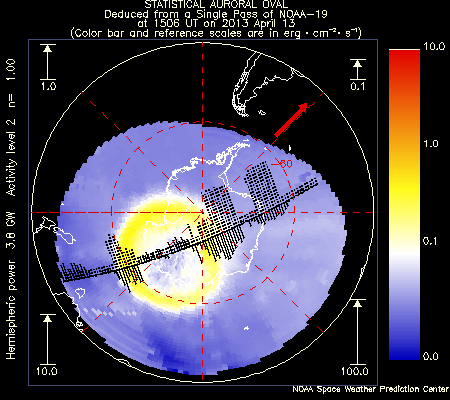 STATISTICAL AURORAL OVAL
Deduced from a Single Pass of NOAA-19
at 1506 UT on 2013 April 13
(Color bar and reference scales are in erg·cm⁻²·s⁻¹)
1.0
0.1
10.0
1.0
0.1
0.0
-60
Hemispheric power 3.8 GW Activity level 2 n= 1.00
10.0
100.0
NOAA Space Weather Prediction Center